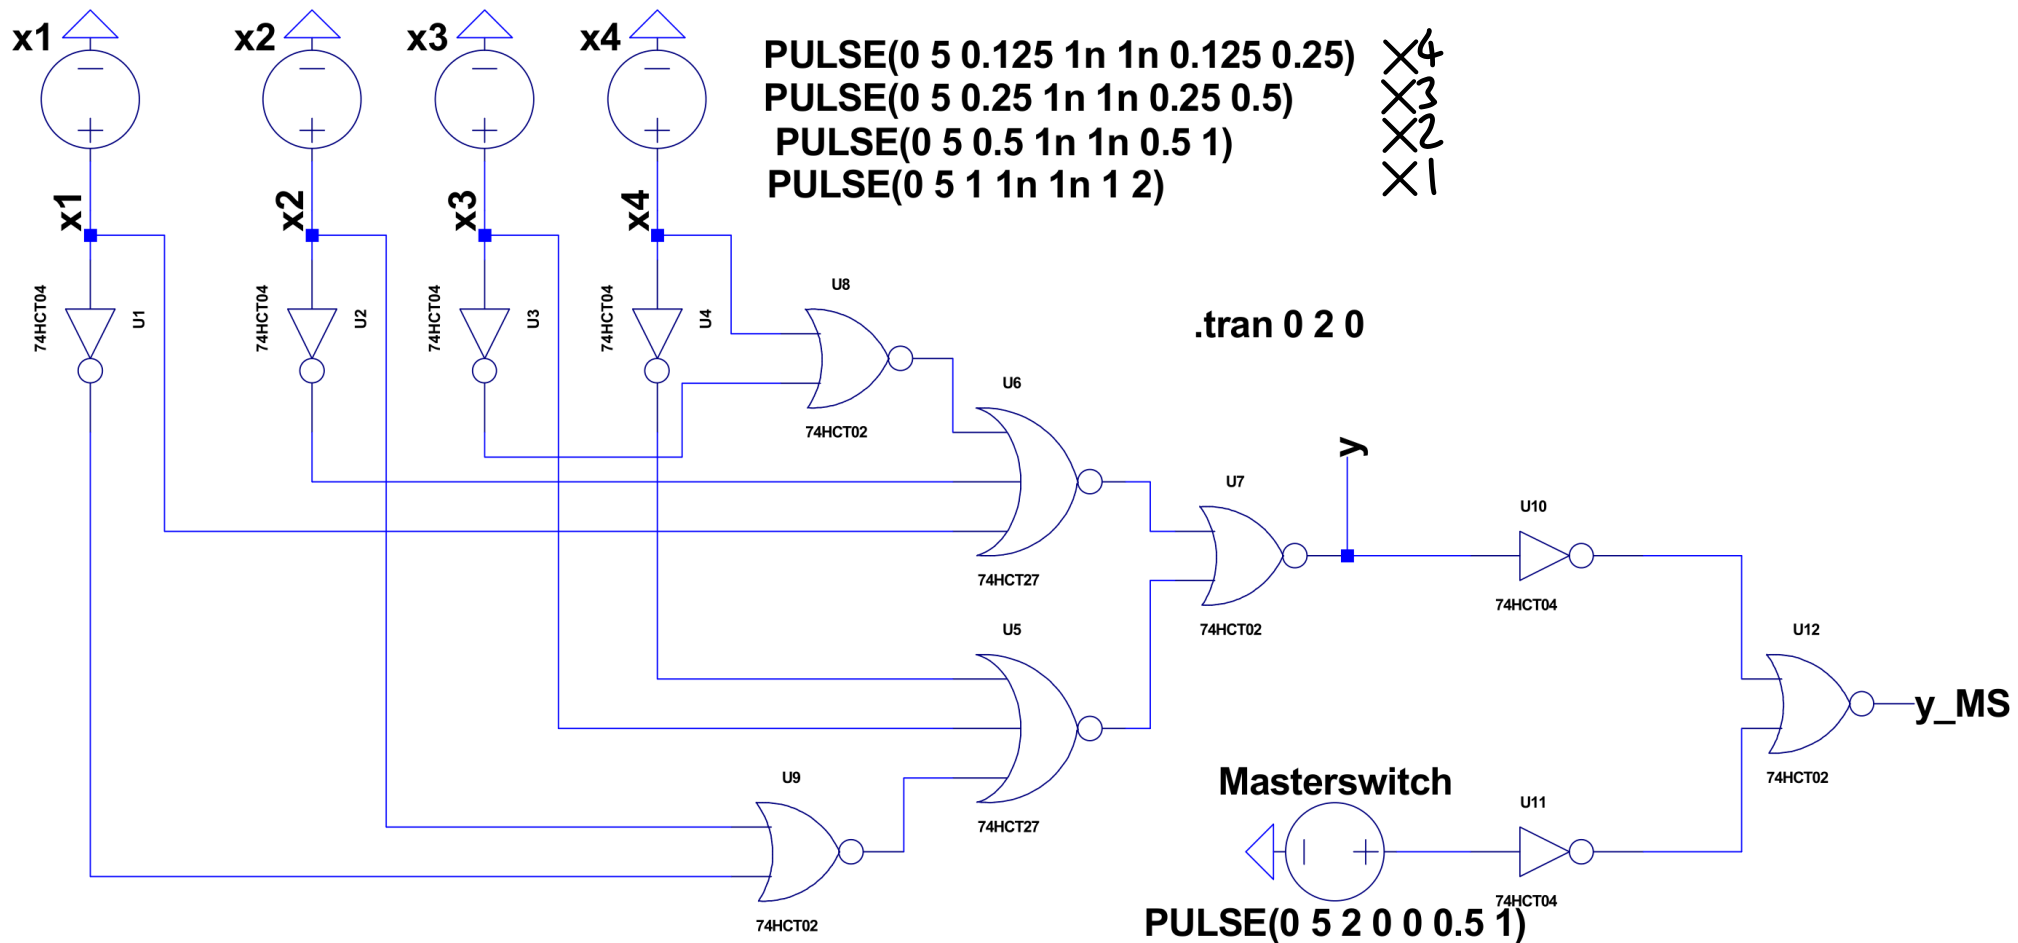 x1
x2
x3
x4
PULSE(0 5 0.125 1n 1n 0.125 0.25) X4
PULSE(0 5 0.25 1n 1n 0.25 0.5) X3
PULSE(0 5 0.5 1n 1n 0.5 1) X2
PULSE(0 5 1 1n 1n 1 2) X1
x1
x2
x3
x4
74HCT04
U1
74HCT04
U2
74HCT04
U3
74HCT04
U4
U8
74HCT02
.tran 0 2 0
U6
74HCT27
y
U7
74HCT02
U10
74HCT04
U5
74HCT27
U12
74HCT02
y_MS
U9
74HCT02
Masterswitch
U11
74HCT04
PULSE(0 5 2 0 0 0.5 1)